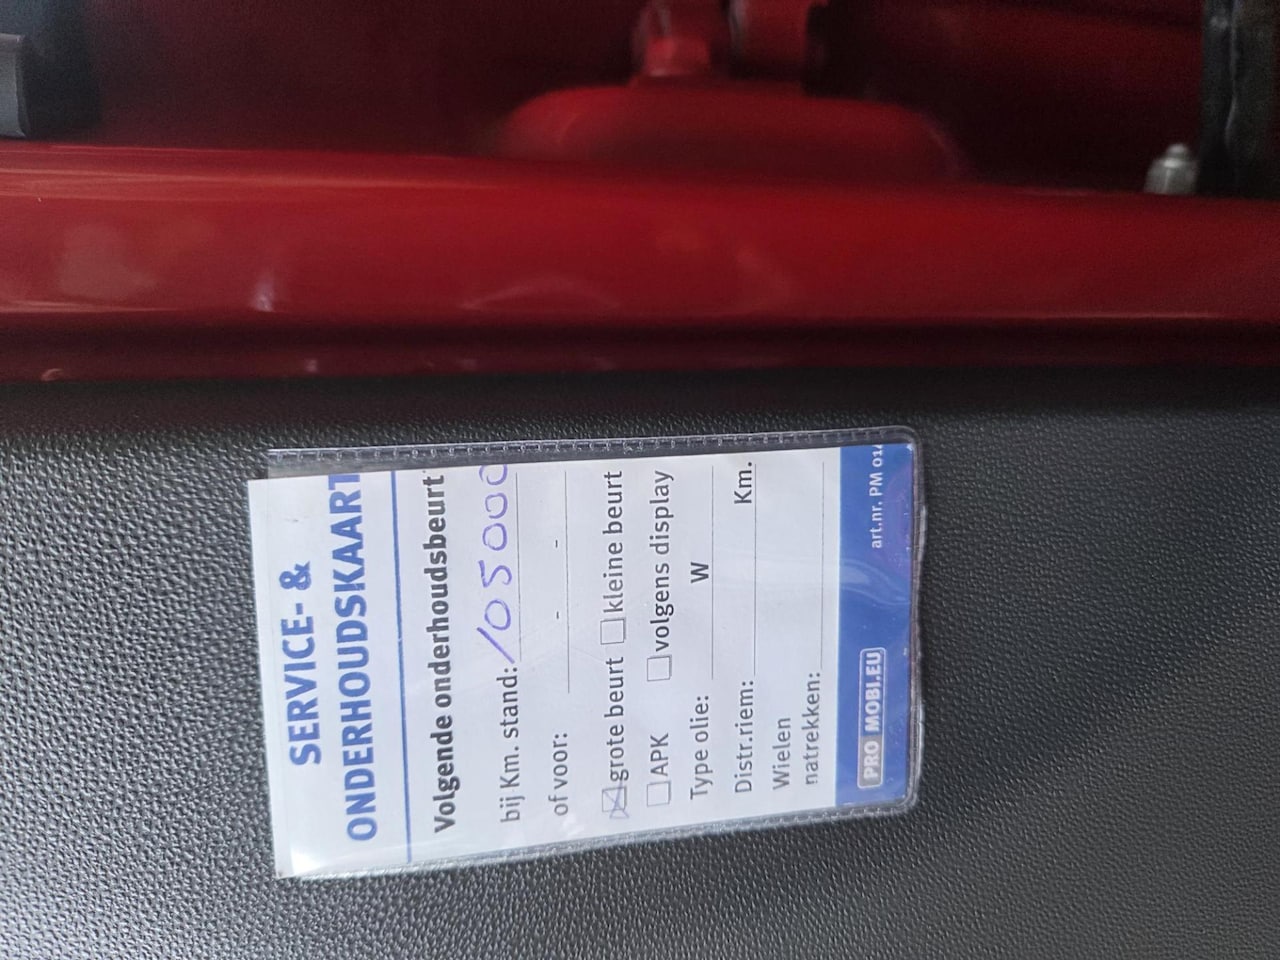 SERVICE- &
ONDERHOUDSKAART
Volgende onderhoudsbeurt
bij Km. stand: 105000
of voor: - -
grote beurt kleine beurt
APK volgens display
Type olie: W
Distr.riem: Km.
Wielen
natrekken:
PRO MOBI.EU art.nr. PM